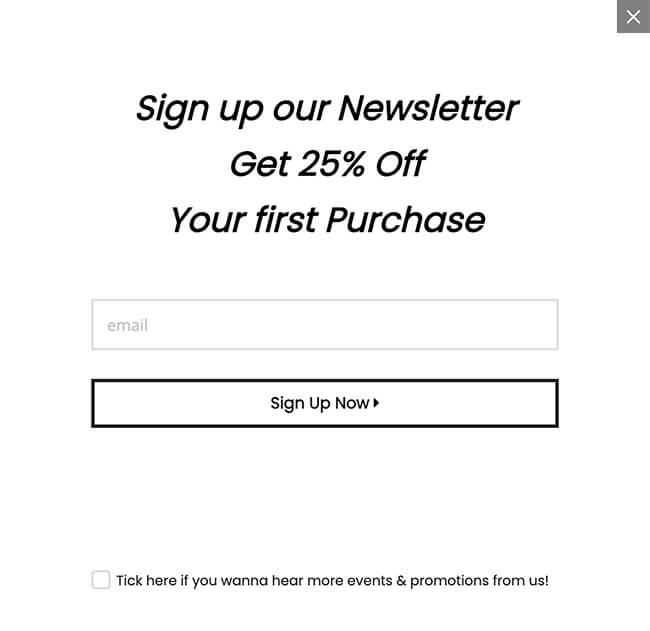 Sign up our Newsletter
Get 25% Off
Your first Purchase
email
Sign Up Now
Tick here if you wanna hear more events & promotions from us!